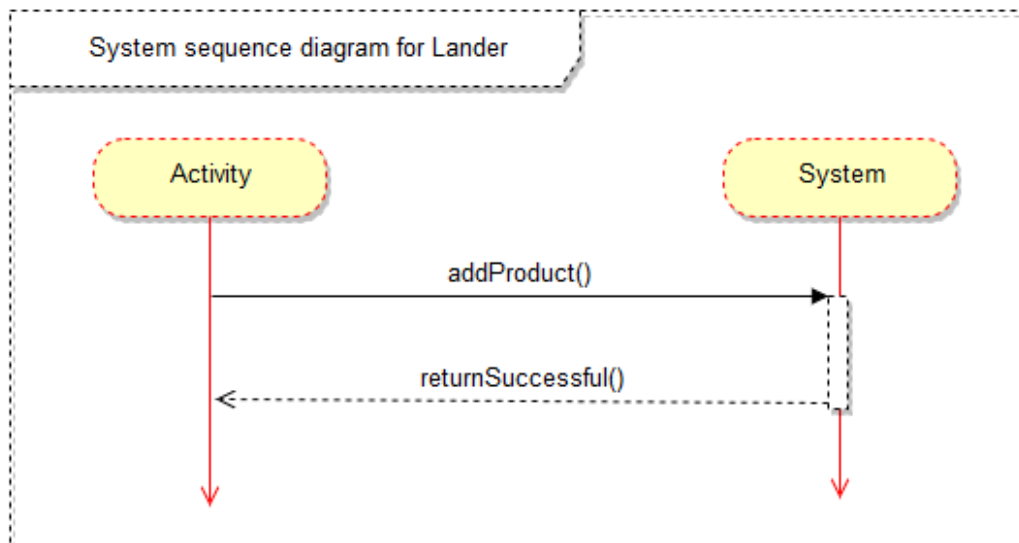 System sequence diagram for Lander
Activity
System
addProduct()
returnSuccessful()